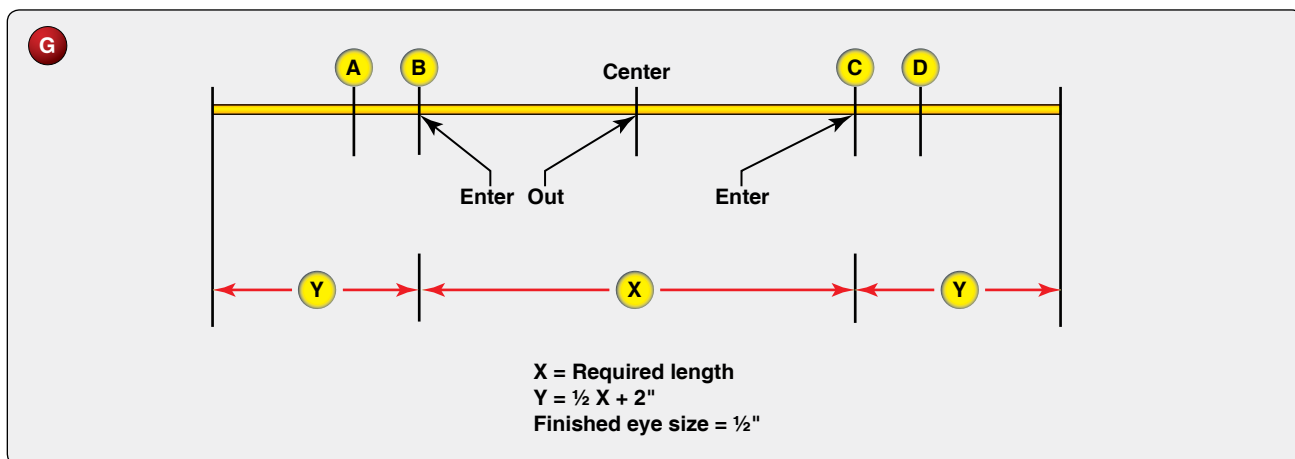 G
A B Center C D
Enter Out Enter
Y X Y
X = Required length
Y = ½ X + 2"
Finished eye size = ½"